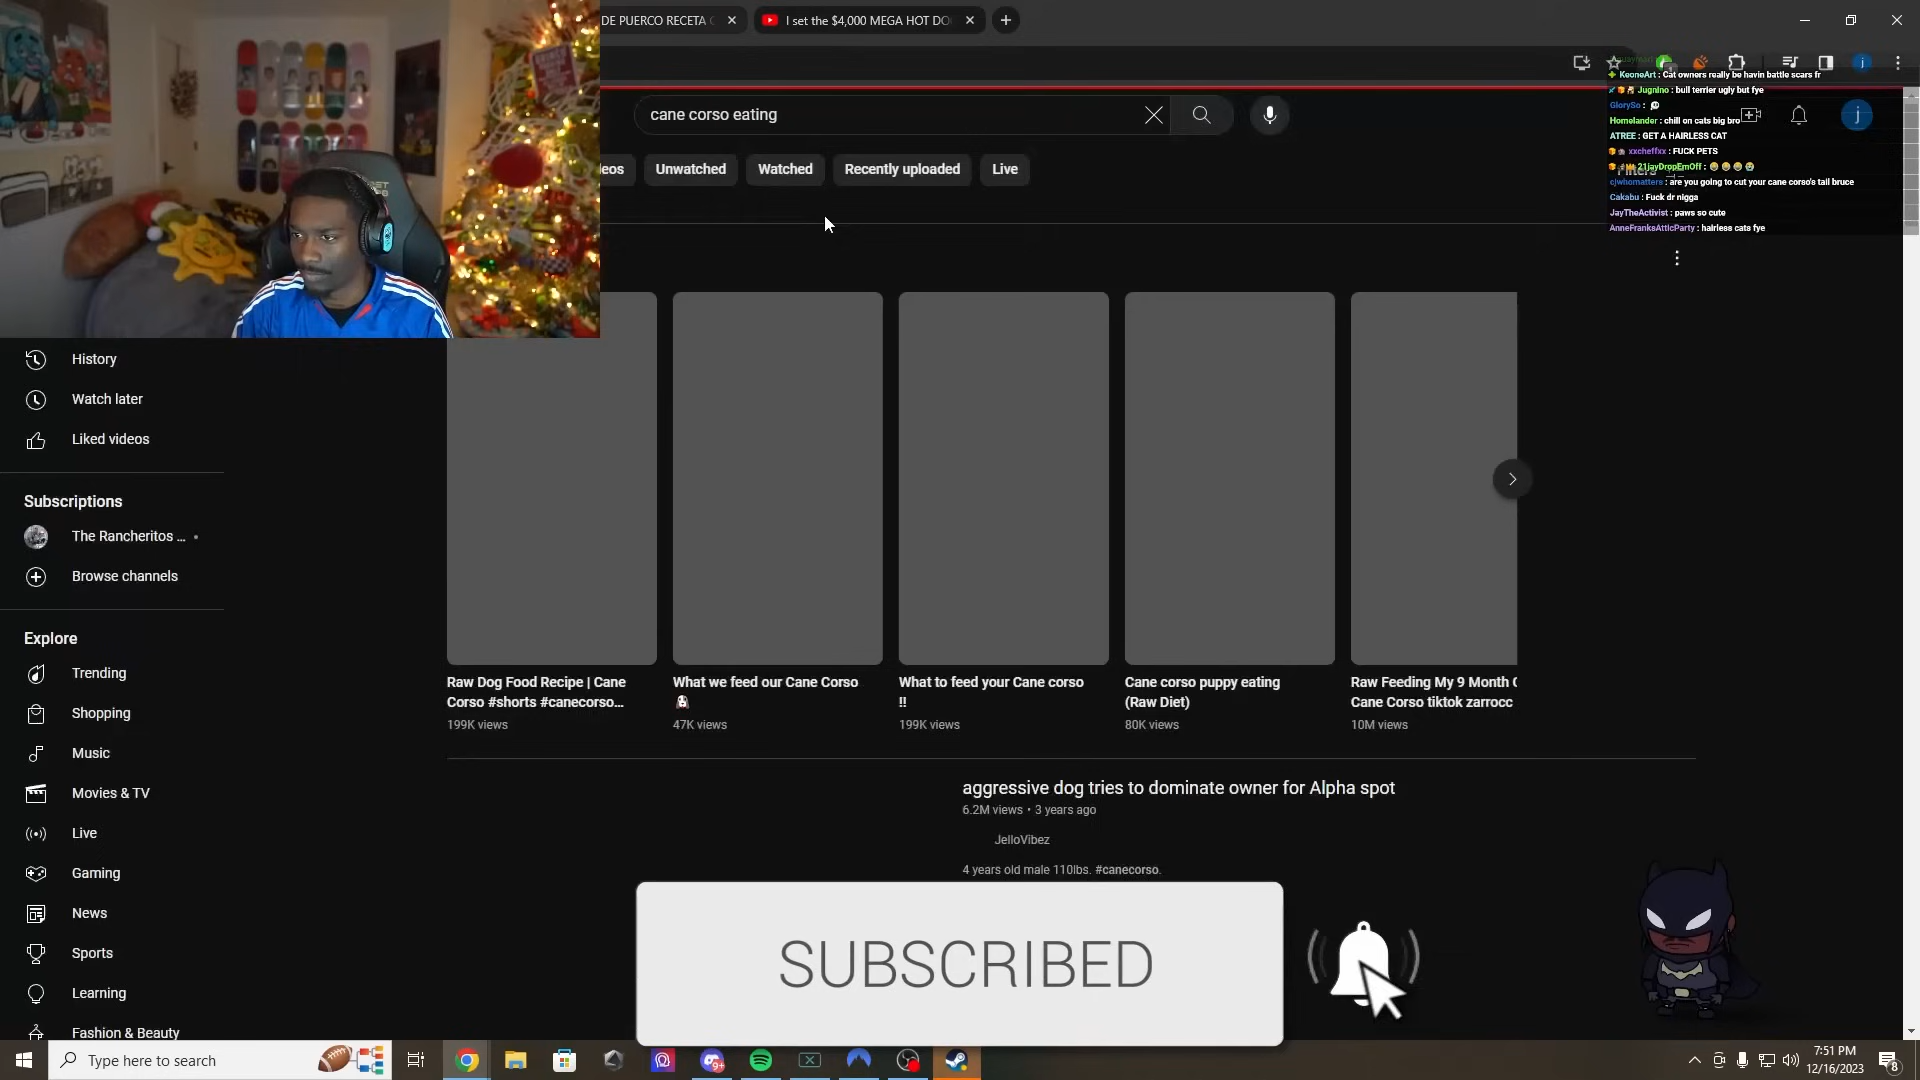 DE PUERCO RECETA
I set the $4,000 MEGA HOT DO
cane corso eating
eos
Unwatched
Watched
Recently uploaded
Live
KeoneArt : Cat owners really be havin battle scars fr
Jugnino : bull terrier ugly but fye
GlorySo :
Homelander : chill on cats big bro
ATREE : GET A HAIRLESS CAT
xxcheffxx : FUCK PETS
21jayDropEmOff :
Filters
cjwhomatters : are you going to cut your cane corso's tail bruce
Cakabu : Fuck dr nigga
JayTheActivist : paws so cute
AnneFranksAtticParty : hairless cats fye
j
j
History
Watch later
Liked videos
Subscriptions
The Rancheritos ...
Browse channels
Explore
Trending
Shopping
Music
Movies & TV
Live
Gaming
News
Sports
Learning
Fashion & Beauty
Raw Dog Food Recipe | Cane
Corso #shorts #canecorso...
199K views
What we feed our Cane Corso
47K views
What to feed your Cane corso
!!
199K views
Cane corso puppy eating
(Raw Diet)
80K views
Raw Feeding My 9 Month
Cane Corso tiktok zarrocc
10M views
aggressive dog tries to dominate owner for Alpha spot
6.2M views • 3 years ago
JelloVibez
4 years old male 110lbs. #canecorso.
SUBSCRIBED
Type here to search
9+
7:51 PM
12/16/2023
8